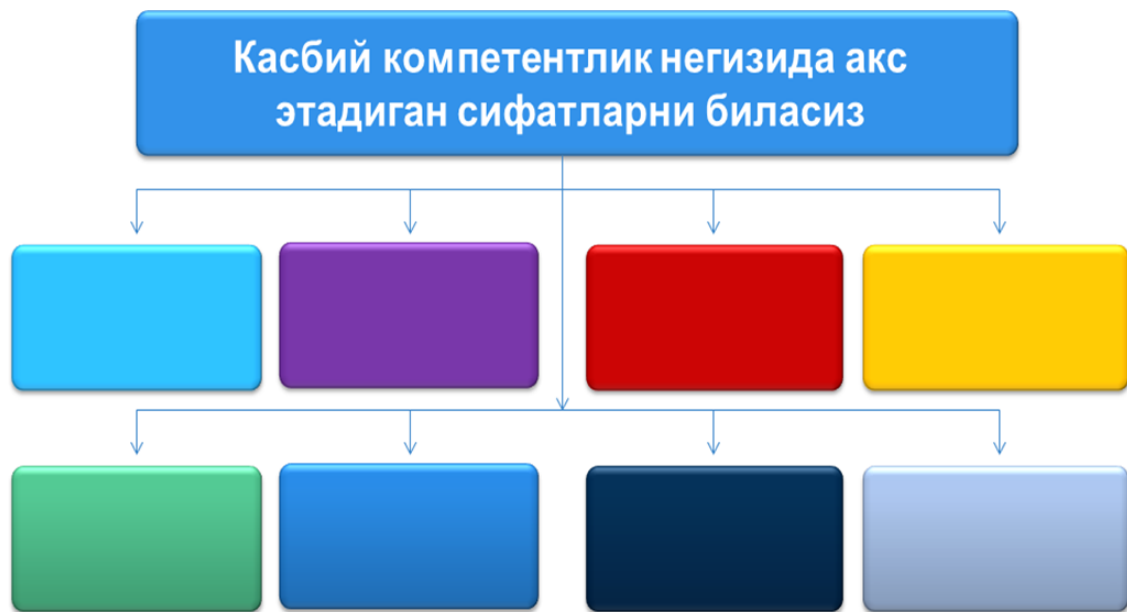 Касбий компетентлик негизида акс
этадиган сифатларни биласиз